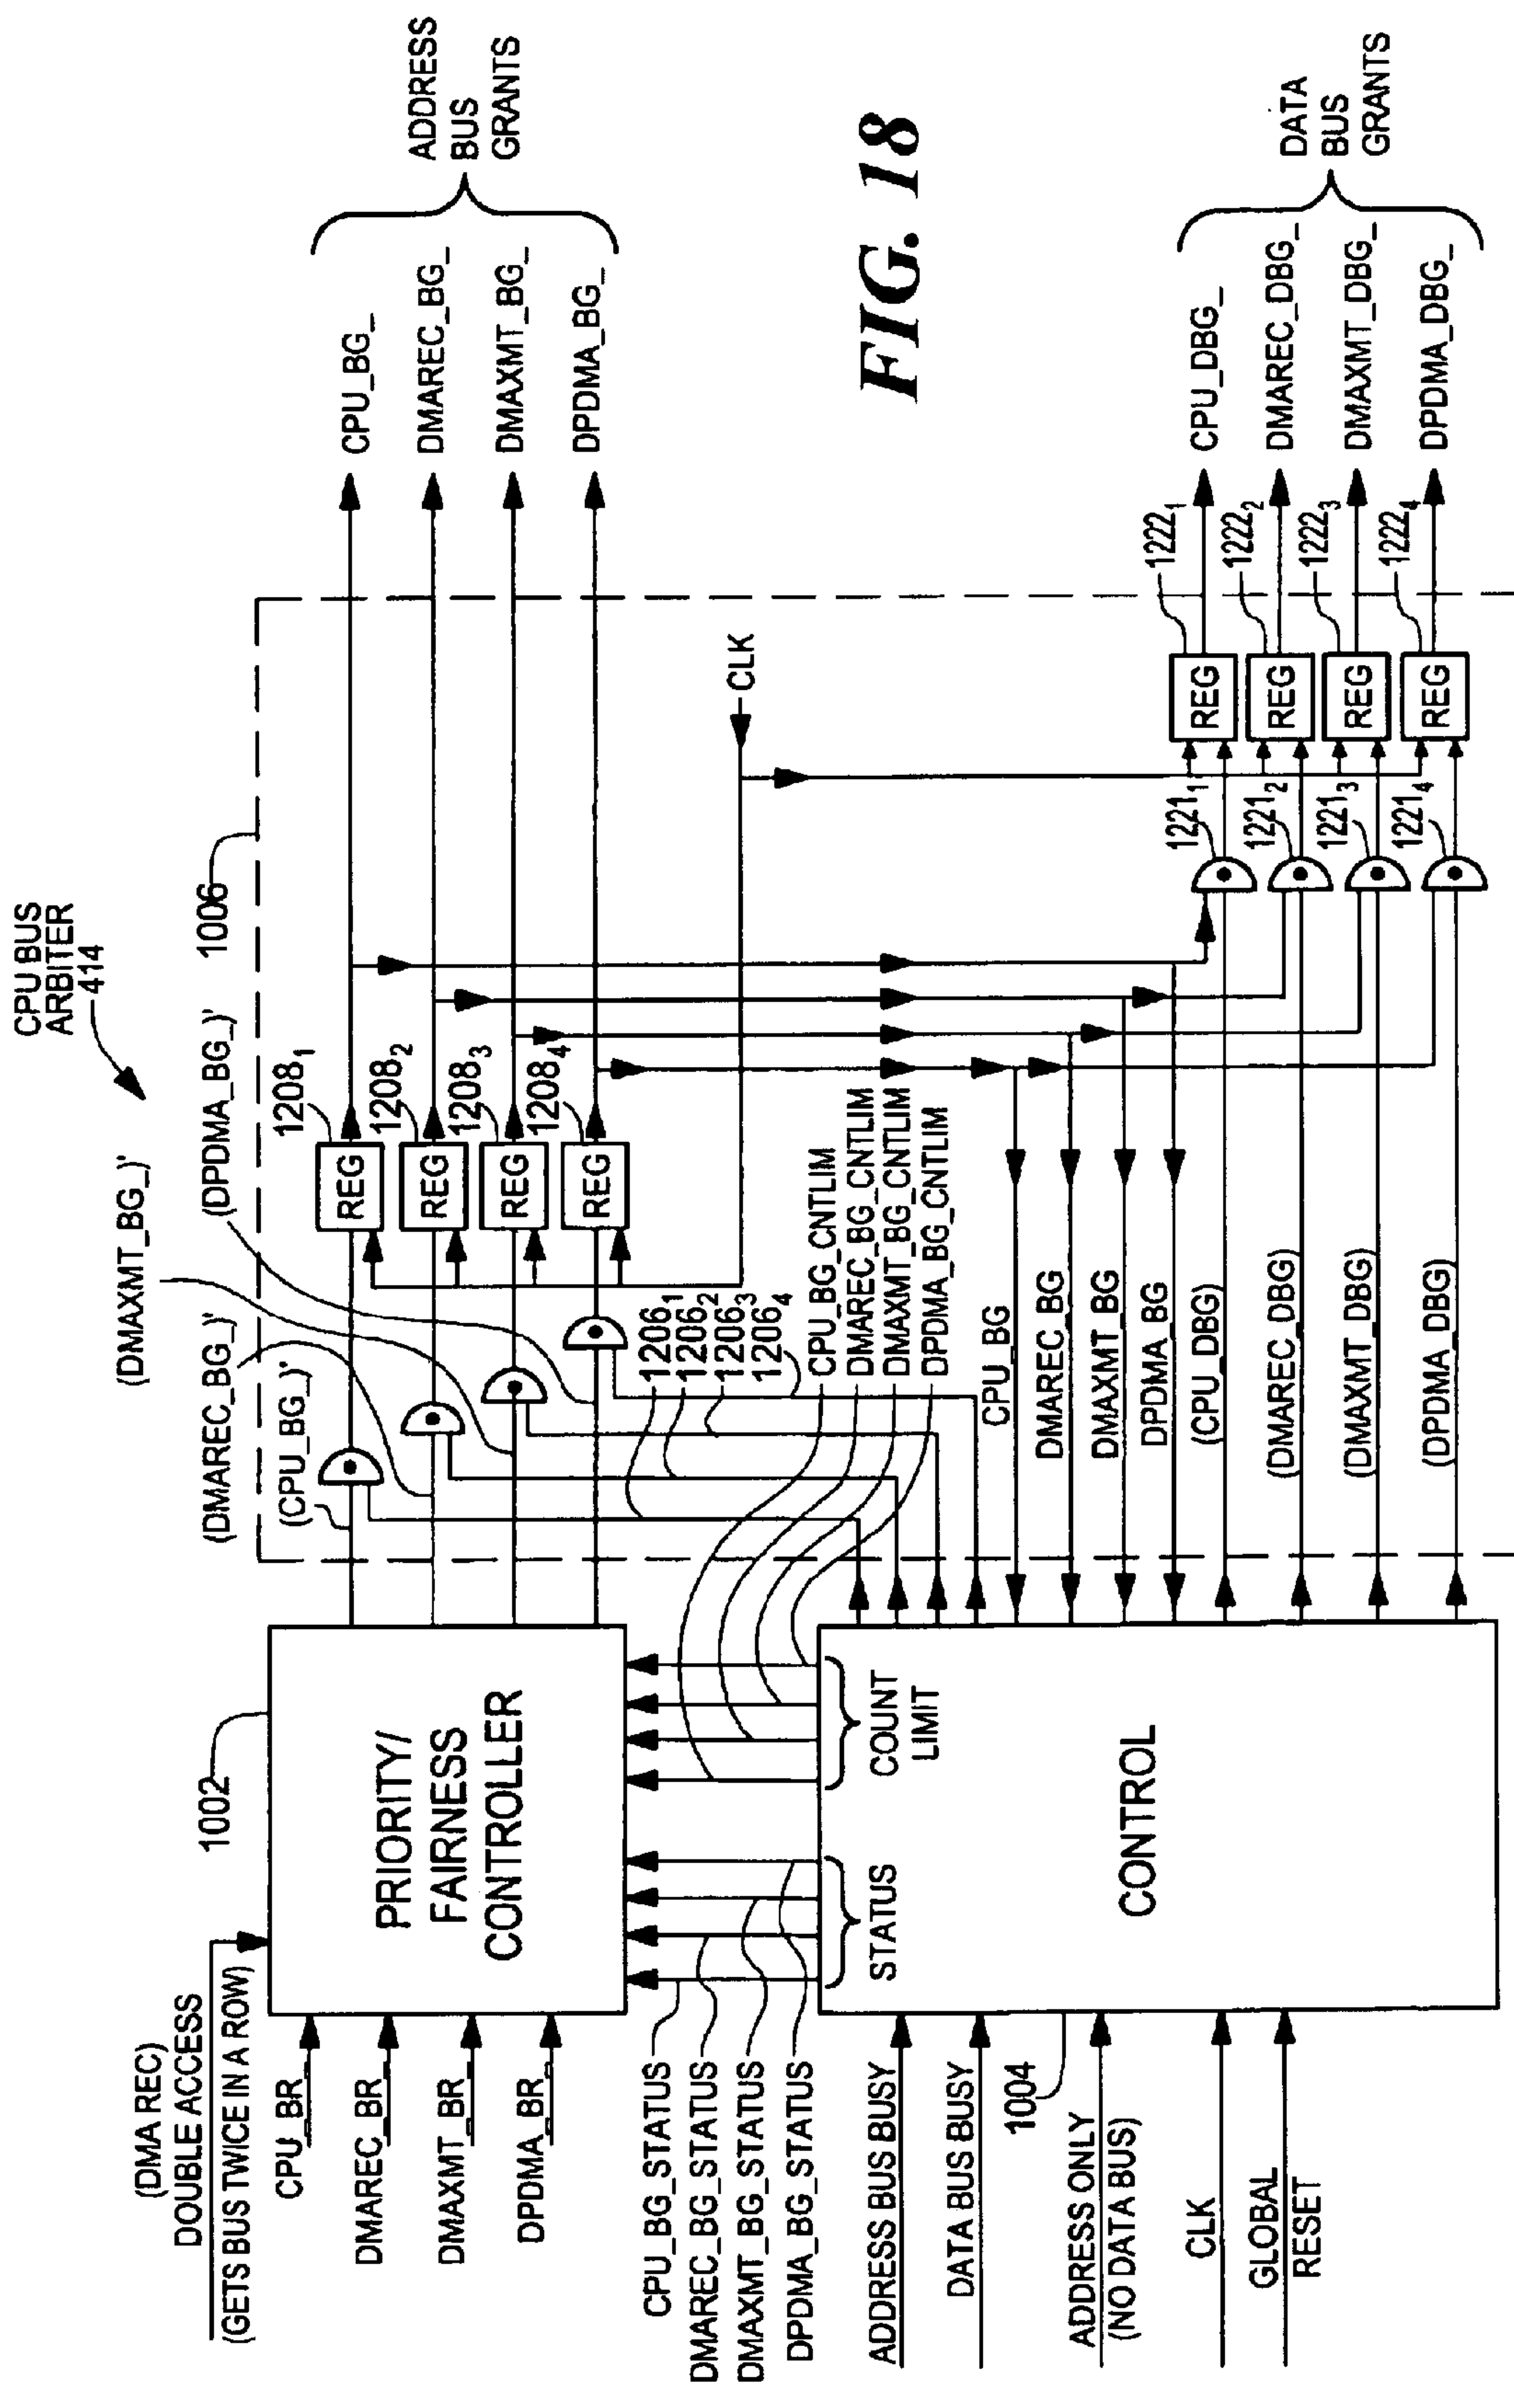 CPU BUS
ARBITER
414
(DMA REC)
DOUBLE ACCESS
(GETS BUS TWICE IN A ROW)
CPU_BR_
DMAREC_BR_
DMAXMT_BR_
DPDMA_BR_
1002
PRIORITY/
FAIRNESS
CONTROLLER
(DMAREC_BG_)'
(CPU_BG_)'
(DMAXMT_BG_)'
(DPDMA_BG_)'
1006
1208₁
1208₂
1208₃
1208₄
REG
REG
REG
REG
CPU_BG_
DMAREC_BG_
DMAXMT_BG_
DPDMA_BG_
ADDRESS
BUS
GRANTS
CLK
1206₁
1206₂
1206₃
1206₄
CPU_BG_CNTLIM
DMAREC_BG_CNTLIM
DMAXMT_BG_CNTLIM
DPDMA_BG_CNTLIM
CPU_BG_STATUS
DMAREC_BG_STATUS
DMAXMT_BG_STATUS
DPDMA_BG_STATUS
STATUS
COUNT
LIMIT
ADDRESS BUS BUSY
DATA BUS BUSY
1004
ADDRESS ONLY
(NO DATA BUS)
CLK
GLOBAL
RESET
CONTROL
CPU_BG
DMAREC_BG
DMAXMT_BG
DPDMA_BG
(CPU_DBG)
(DMAREC_DBG)
(DMAXMT_DBG)
(DPDMA_DBG)
1221₁
1221₂
1221₃
1221₄
REG
REG
REG
REG
1222₁
1222₂
1222₃
1222₄
CPU_DBG_
DMAREC_DBG_
DMAXMT_DBG_
DPDMA_DBG_
DATA
BUS
GRANTS
FIG. 18